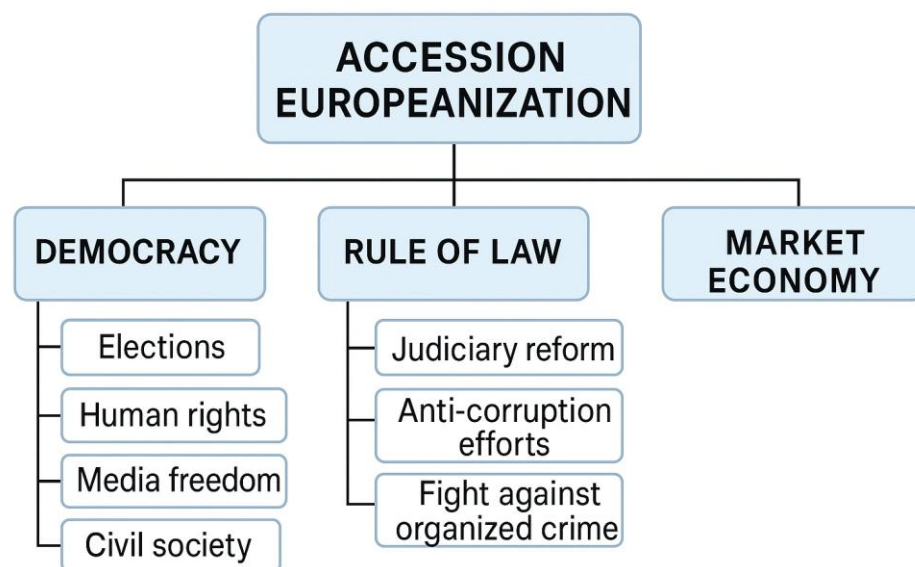 ACCESSION
EUROPEANIZATION
DEMOCRACY
Elections
Human rights
Media freedom
Civil society
RULE OF LAW
Judiciary reform
Anti-corruption
efforts
Fight against
organized crime
MARKET
ECONOMY